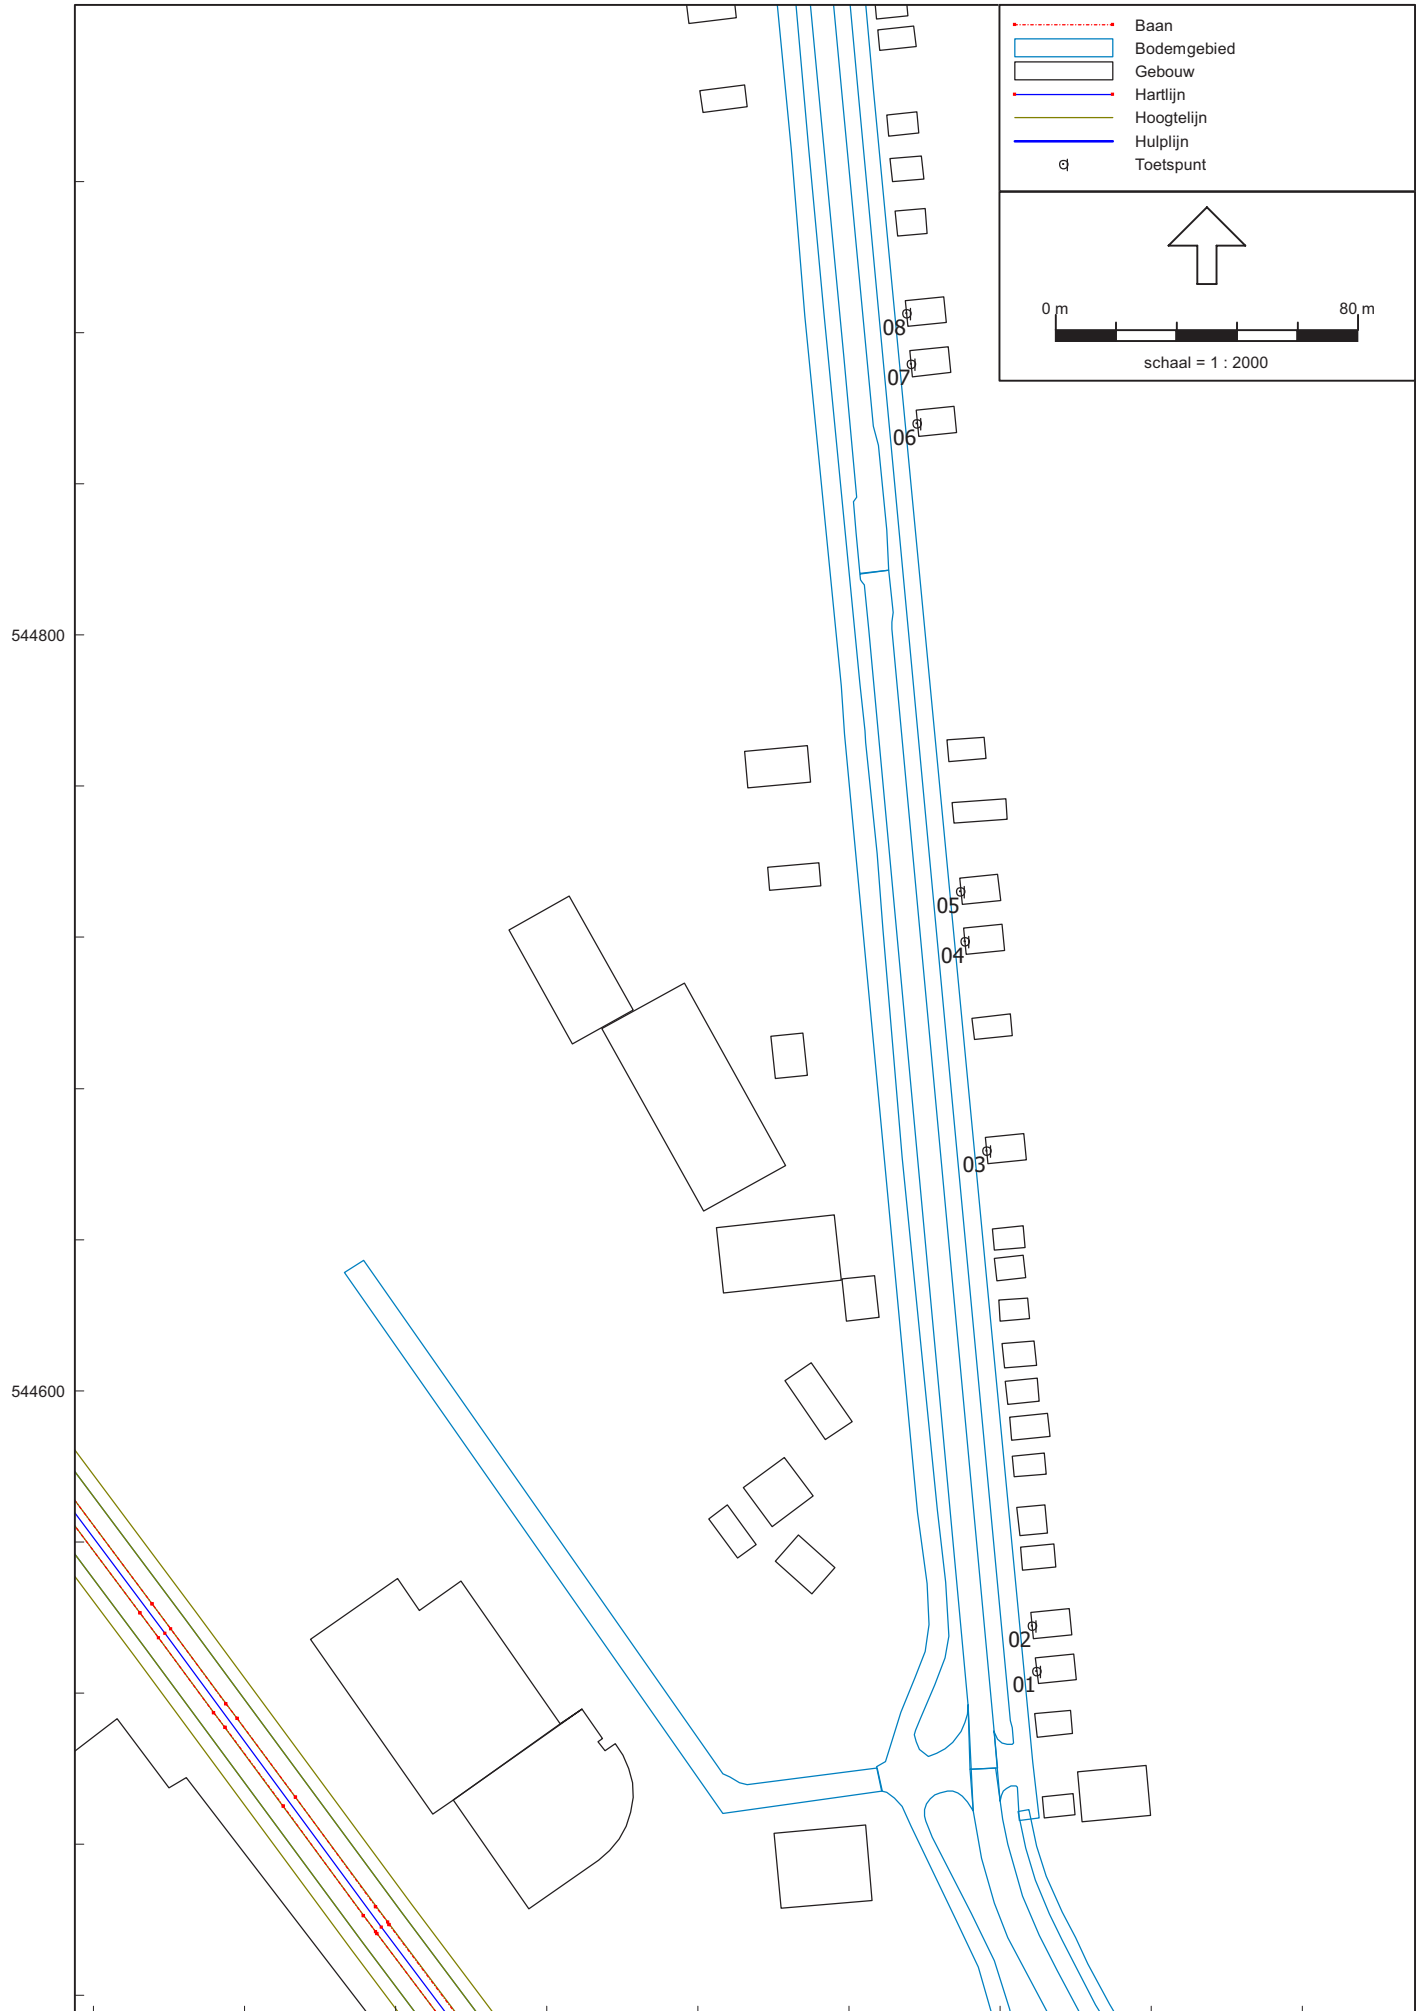 Baan
Bodemgebied
Gebouw
Hartlijn
Hoogtelijn
Hulplijn
Toetspunt
0 m 80 m
schaal = 1 : 2000
08
07
06
544800
05
04
03
544600
02
01